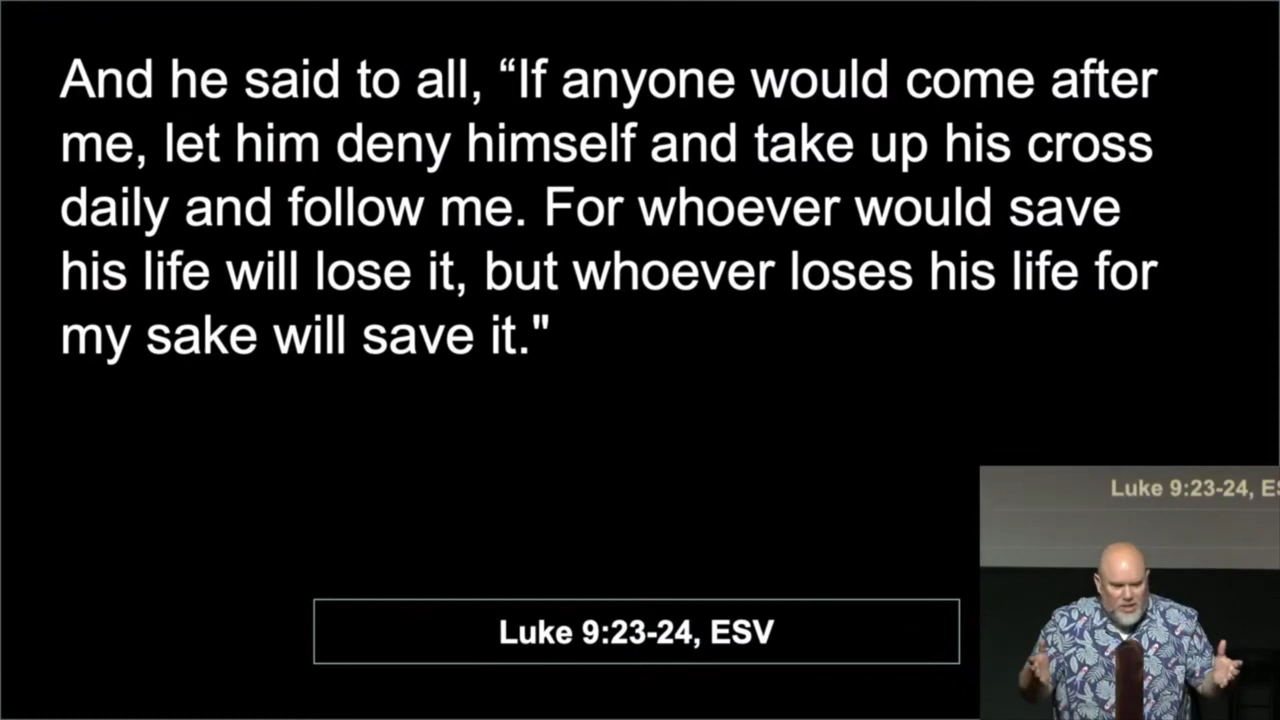 And he said to all, “If anyone would come after
me, let him deny himself and take up his cross
daily and follow me. For whoever would save
his life will lose it, but whoever loses his life for
my sake will save it."
Luke 9:23-24, ESV
Luke 9:23-24, ES